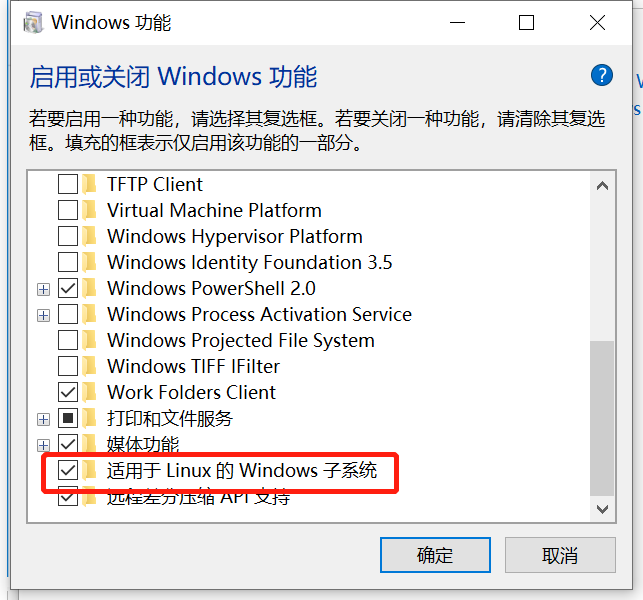 Windows 功能
启用或关闭 Windows 功能
?
若要启用一种功能，请选择其复选框。若要关闭一种功能，请清除其复选
框。填充的框表示仅启用该功能的一部分。
TFTP Client
Virtual Machine Platform
Windows Hypervisor Platform
Windows Identity Foundation 3.5
Windows PowerShell 2.0
Windows Process Activation Service
Windows Projected File System
Windows TIFF IFilter
Work Folders Client
打印和文件服务
媒体功能
适用于 Linux 的 Windows 子系统
远程差分压缩 API 支持
确定
取消